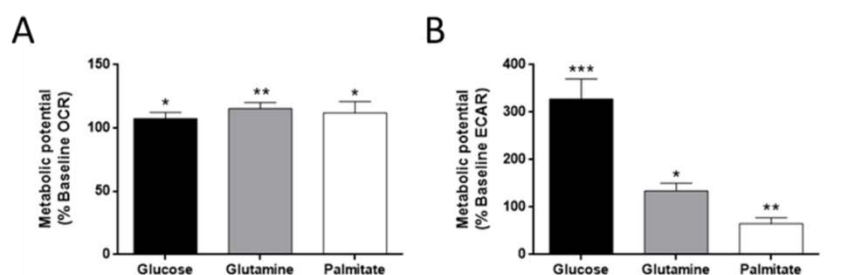 A
Metabolic potential
(% Baseline OCR)
150
100
50
0
*
**
*
Glucose
Glutamine
Palmitate
B
Metabolic potential
(% Baseline ECAR)
400
300
200
100
0
***
*
**
Glucose
Glutamine
Palmitate